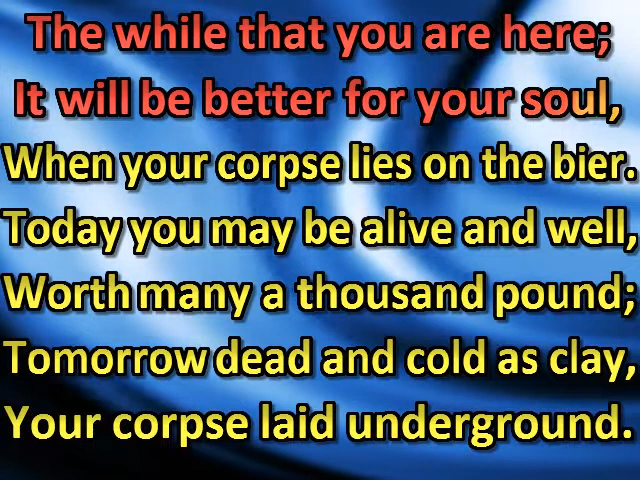 The while that you are here;
It will be better for your soul,
When your corpse lies on the bier.
Today you may be alive and well,
Worth many a thousand pound;
Tomorrow dead and cold as clay,
Your corpse laid underground.